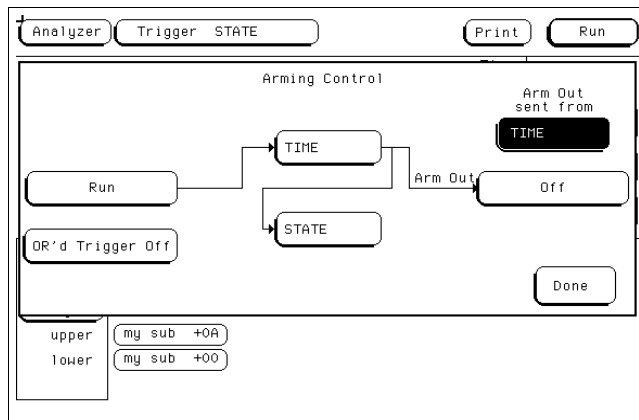 Analyzer Trigger STATE Print Run
Arming Control
Arm Out
sent from
TIME
TIME
Run
Arm Out
Off
STATE
OR'd Trigger Off
Done
upper my sub +0A
lower my sub +00